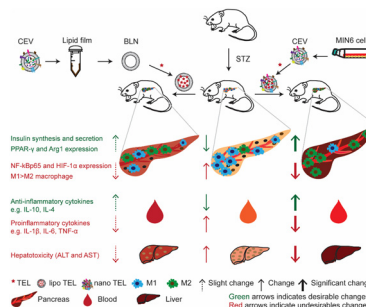 CEV
Lipid film
BLN
STZ
CEV
MIN6 cell
Insulin synthesis and secretion
PPAR-γ and Arg1 expression
NF-kBp65 and HIF-1α expression
M1>M2 macrophage
Anti-inflammatory cytokines
e.g. IL-10, IL-4
Proinflammatory cytokines
e.g. IL-1β, IL-6, TNF-α
Hepatotoxicity (ALT and AST)
* TEL lipo TEL nano TEL M1 M2 Slight change Change Significant change
Pancreas Blood Liver
Green arrows indicates desirable changes
Red arrows indicate undesirable changes